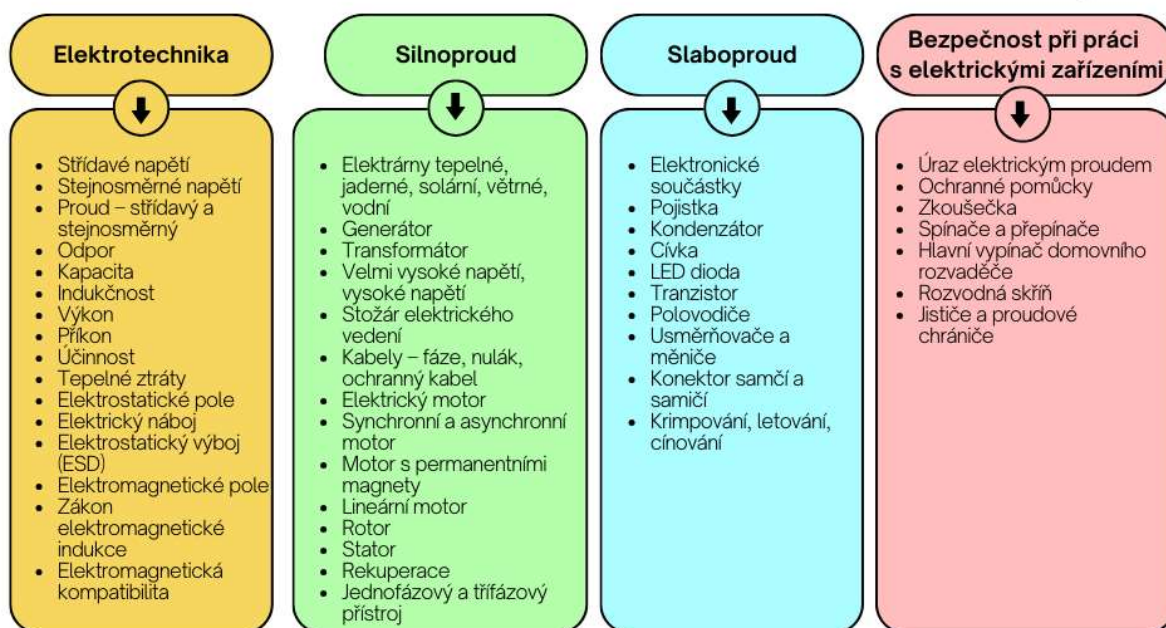 Elektrotechnika
• Střídavé napětí
• Stejnosměrné napětí
• Proud – střídavý a
stejnosměrný
• Odpor
• Kapacita
• Indukčnost
• Výkon
• Příkon
• Účinnost
• Tepelné ztráty
• Elektrostatické pole
• Elektrický náboj
• Elektrostatický výboj
(ESD)
• Elektromagnetické pole
• Zákon
elektromagnetické
indukce
• Elektromagnetická
kompatibilita
Silnoproud
• Elektrárny tepelné,
jaderné, solární, větrné,
vodní
• Generátor
• Transformátor
• Velmi vysoké napětí,
vysoké napětí
• Stožár elektrického
vedení
• Kabely – fáze, nulák,
ochranný kabel
• Elektrický motor
• Synchronní a asynchronní
motor
• Motor s permanentními
magnety
• Lineární motor
• Rotor
• Stator
• Rekuperace
• Jednofázový a třífázový
přístroj
Slaboproud
• Elektronické
součástky
• Pojistka
• Kondenzátor
• Cívka
• LED dioda
• Tranzistor
• Polovodiče
• Usměrňovače a
měniče
• Konektor samčí a
samičí
• Krimpování, letování,
cínování
Bezpečnost při práci
s elektrickými zařízeními
• Úraz elektrickým proudem
• Ochranné pomůcky
• Zkoušečka
• Spínače a přepínače
• Hlavní vypínač domovního
rozvaděče
• Rozvodná skříň
• Jističe a proudové
chrániče